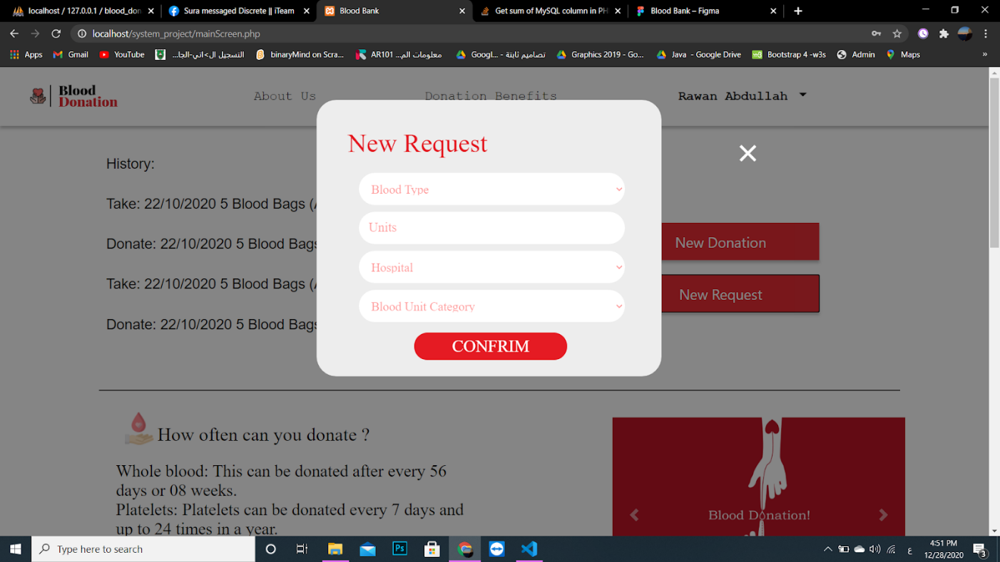 localhost / 127.0.0.1 / blood_don
Sura messaged Discrete || iTeam
Blood Bank
Get sum of MySQL column in PH
Blood Bank – Figma
localhost/system_project/mainScreen.php
Apps
Gmail
YouTube
التسجيل ال>اني-الجا...
binaryMind on Scra...
AR101 معلومات الم...
تصاميم ثابتة - Googl...
Graphics 2019 - Go...
Java - Google Drive
Bootstrap 4 -w3s
Admin
Maps
»
Blood
Donation
About Us
Donation Benefits
Rawan Abdullah
New Request
Blood Type
Units
Hospital
Blood Unit Category
CONFRIM
History:
Take: 22/10/2020 5 Blood Bags (
Donate: 22/10/2020 5 Blood Bags
Take: 22/10/2020 5 Blood Bags (
Donate: 22/10/2020 5 Blood Bags
New Donation
New Request
How often can you donate ?
Whole blood: This can be donated after every 56
days or 08 weeks.
Platelets: Platelets can be donated every 7 days and
up to 24 times in a year.
Blood Donation!
Type here to search
Ps
ع
4:51 PM
12/28/2020
3